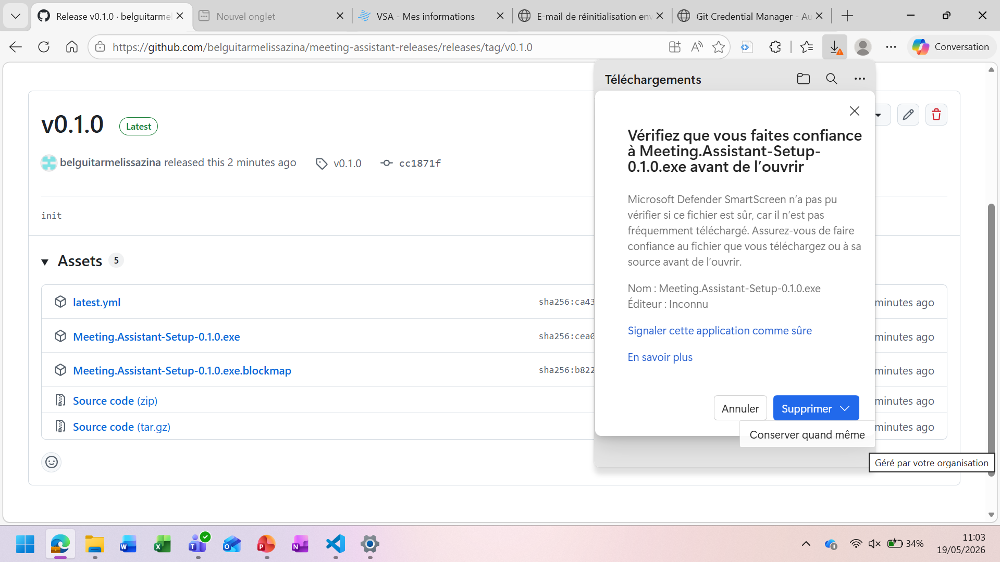 Release v0.1.0 · belguitarmel
Nouvel onglet
VSA - Mes informations
E-mail de réinitialisation env
Git Credential Manager - Au
https://github.com/belguitarmelissazina/meeting-assistant-releases/releases/tag/v0.1.0
Conversation
Téléchargements
v0.1.0
Latest
belguitarmelissazina released this 2 minutes ago
v0.1.0
cc1871f
init
Assets 5
latest.yml
sha256:ca43
minutes ago
Meeting.Assistant-Setup-0.1.0.exe
sha256:cea0
minutes ago
Meeting.Assistant-Setup-0.1.0.exe.blockmap
sha256:b822
minutes ago
Source code (zip)
minutes ago
Source code (tar.gz)
minutes ago
Vérifiez que vous faites confiance
à Meeting.Assistant-Setup-
0.1.0.exe avant de l’ouvrir
Microsoft Defender SmartScreen n’a pas pu
vérifier si ce fichier est sûr, car il n’est pas
fréquemment téléchargé. Assurez-vous de faire
confiance au fichier que vous téléchargez ou à sa
source avant de l’ouvrir.
Nom : Meeting.Assistant-Setup-0.1.0.exe
Éditeur : Inconnu
Signaler cette application comme sûre
En savoir plus
Annuler
Supprimer
Conserver quand même
Géré par votre organisation
34%
11:03
19/05/2026